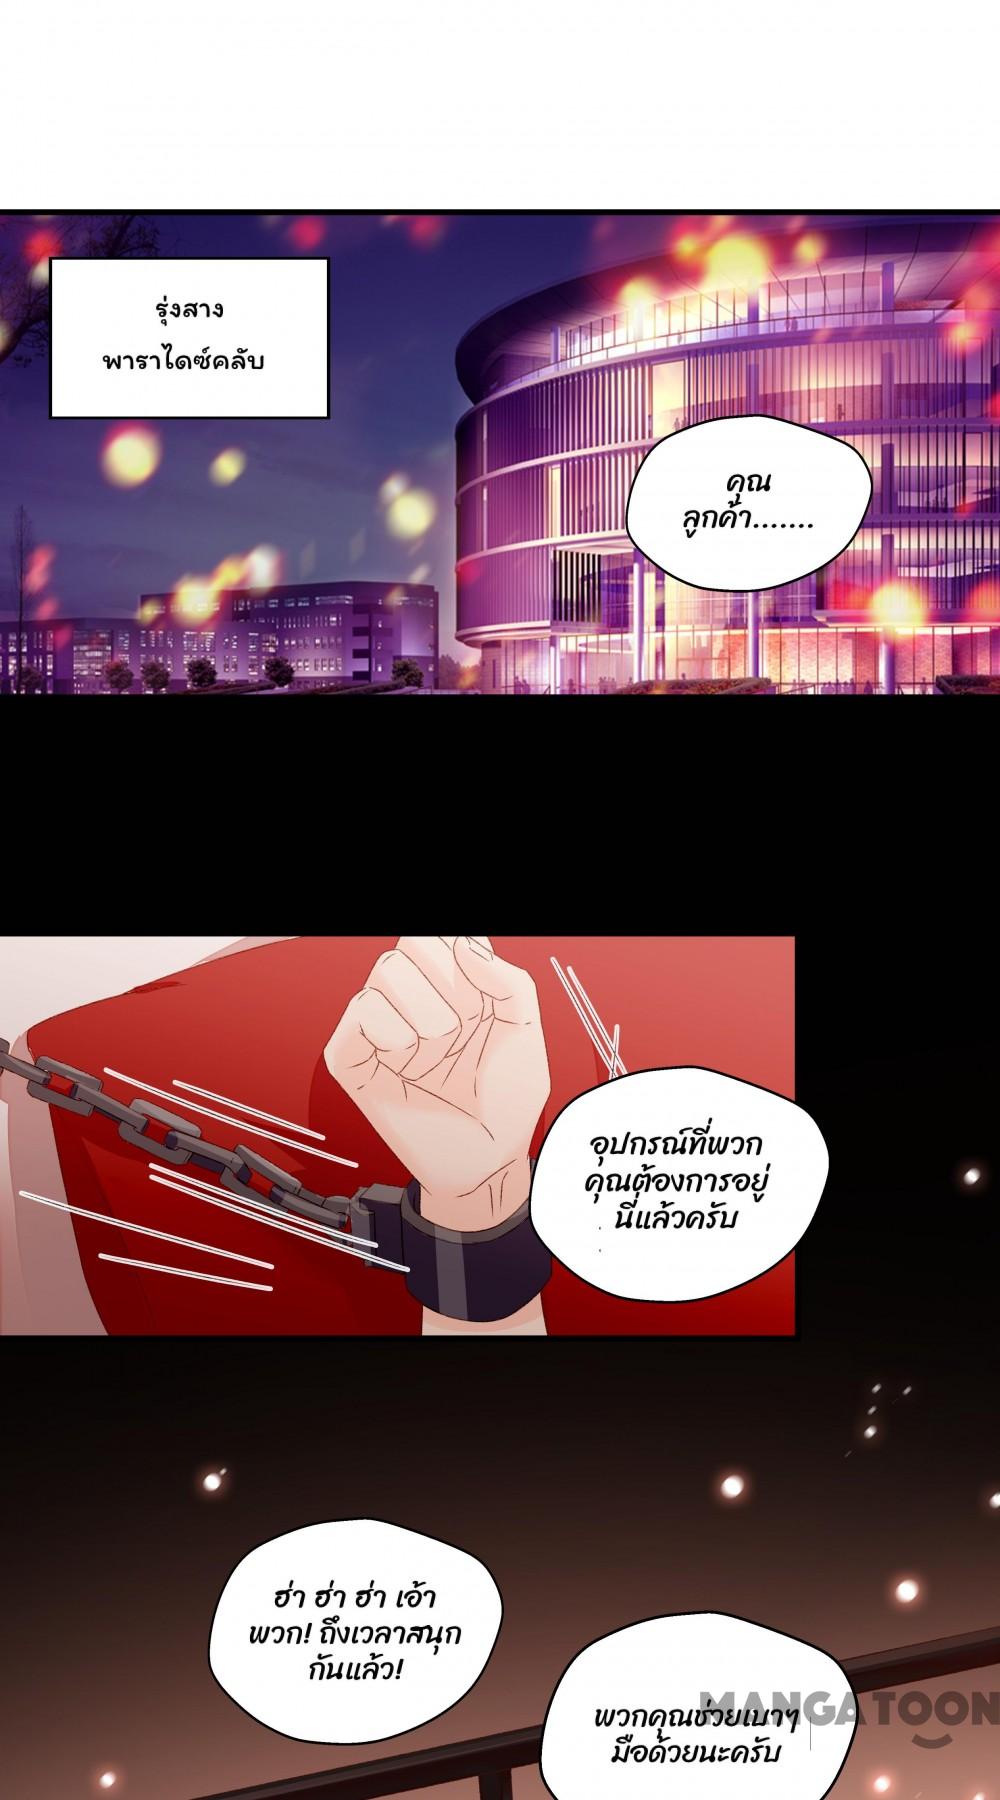 รุ่งสาง
พาราไดซ์คลับ
คุณ
ลูกค้า.......
อุปกรณ์ที่พวก
คุณต้องการอยู่
นี่แล้วครับ
ฮ่า ฮ่า ฮ่า เอ้า
พวก! ถึงเวลาสนุก
กันแล้ว!
พวกคุณช่วยเบาๆ
มือด้วยนะครับ
MANGATOON